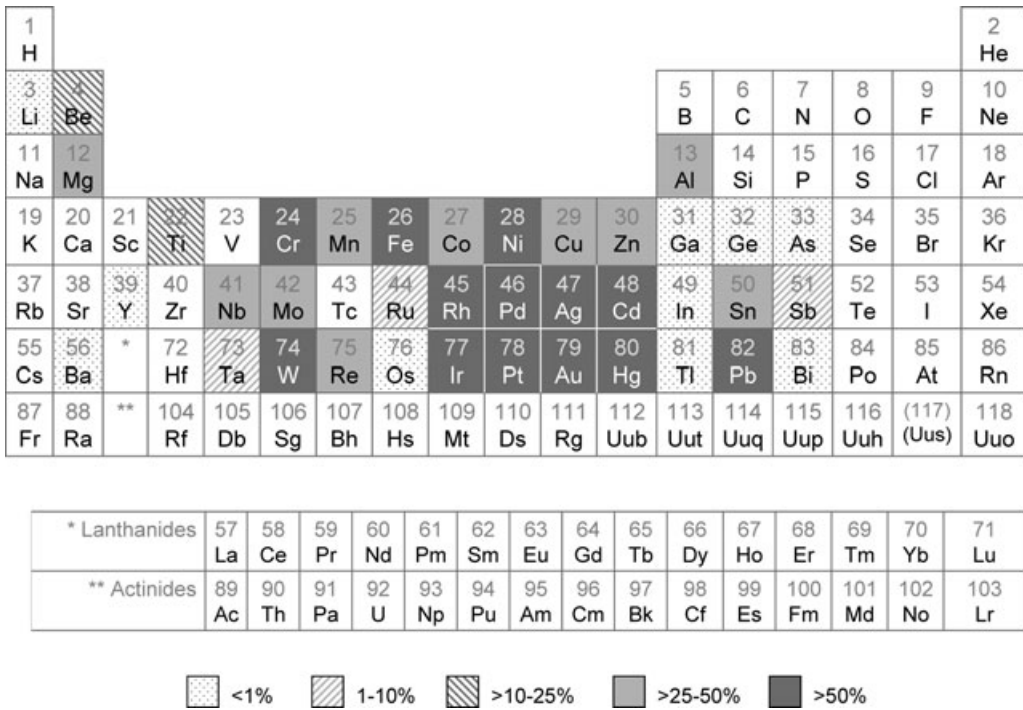 1 2
H He
3 4 5 6 7 8 9 10
Li Be B C N O F Ne
11 12 13 14 15 16 17 18
Na Mg Al Si P S Cl Ar
19 20 21 22 23 24 25 26 27 28 29 30 31 32 33 34 35 36
K Ca Sc Ti V Cr Mn Fe Co Ni Cu Zn Ga Ge As Se Br Kr
37 38 39 40 41 42 43 44 45 46 47 48 49 50 51 52 53 54
Rb Sr Y Zr Nb Mo Tc Ru Rh Pd Ag Cd In Sn Sb Te I Xe
55 56 * 72 73 74 75 76 77 78 79 80 81 82 83 84 85 86
Cs Ba Hf Ta W Re Os Ir Pt Au Hg Tl Pb Bi Po At Rn
87 88 ** 104 105 106 107 108 109 110 111 112 113 114 115 116 (117) 118
Fr Ra Rf Db Sg Bh Hs Mt Ds Rg Uub Uut Uuq Uup Uuh (Uus) Uuo
* Lanthanides 57 58 59 60 61 62 63 64 65 66 67 68 69 70 71
La Ce Pr Nd Pm Sm Eu Gd Tb Dy Ho Er Tm Yb Lu
** Actinides 89 90 91 92 93 94 95 96 97 98 99 100 101 102 103
Ac Th Pa U Np Pu Am Cm Bk Cf Es Fm Md No Lr
<1% 1-10% >10-25% >25-50% >50%